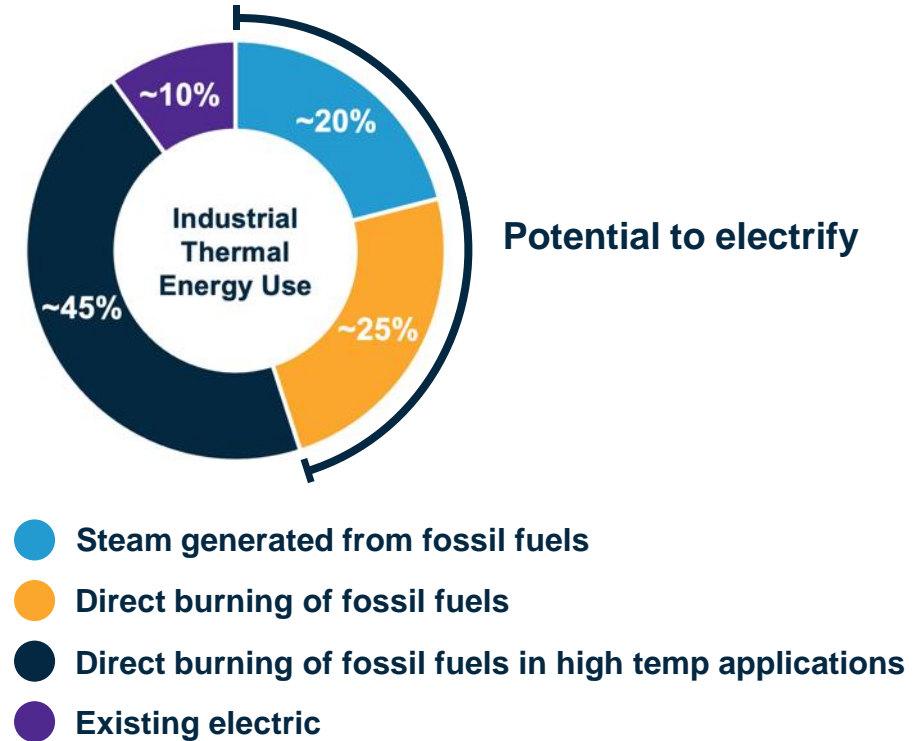 ~10%
~20%
Industrial
Thermal
Energy Use
Potential to electrify
~45%
~25%
Steam generated from fossil fuels
Direct burning of fossil fuels
Direct burning of fossil fuels in high temp applications
Existing electric